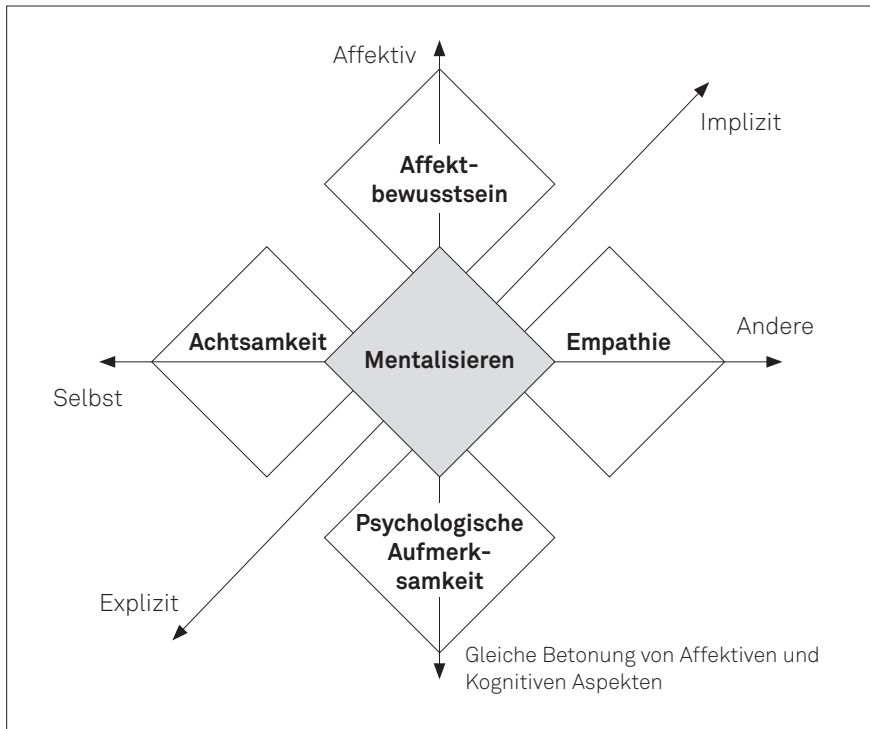 Affektiv
Implizit
Affekt-
bewusstsein
Andere
Achtsamkeit
Mentalisieren
Empathie
Selbst
Psychologische
Aufmerk-
samkeit
Explizit
Gleiche Betonung von Affektiven und
Kognitiven Aspekten